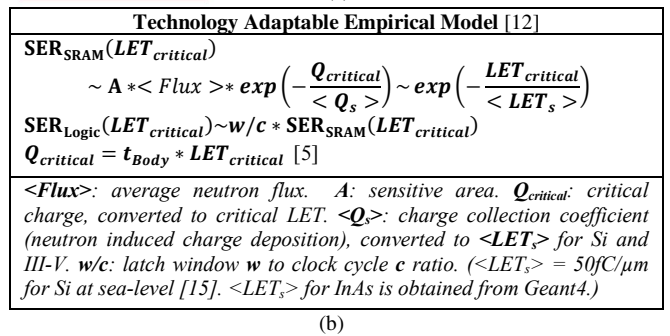 Technology Adaptable Empirical Model [12]
SER_SRAM(LET_critical)
~ A *< Flux >* exp(−Q_critical / < Q_s >) ~ exp(−LET_critical / < LET_s >)
SER_Logic(LET_critical)~w/c * SER_SRAM(LET_critical)
Q_critical = t_Body * LET_critical [5]
<Flux>: average neutron flux. A: sensitive area. Q_critical: critical
charge, converted to critical LET. <Q_s>: charge collection coefficient
(neutron induced charge deposition), converted to <LET_s> for Si and
III-V. w/c: latch window w to clock cycle c ratio. (<LET_s> = 50fC/μm
for Si at sea-level [15]. <LET_s> for InAs is obtained from Geant4.)
(b)